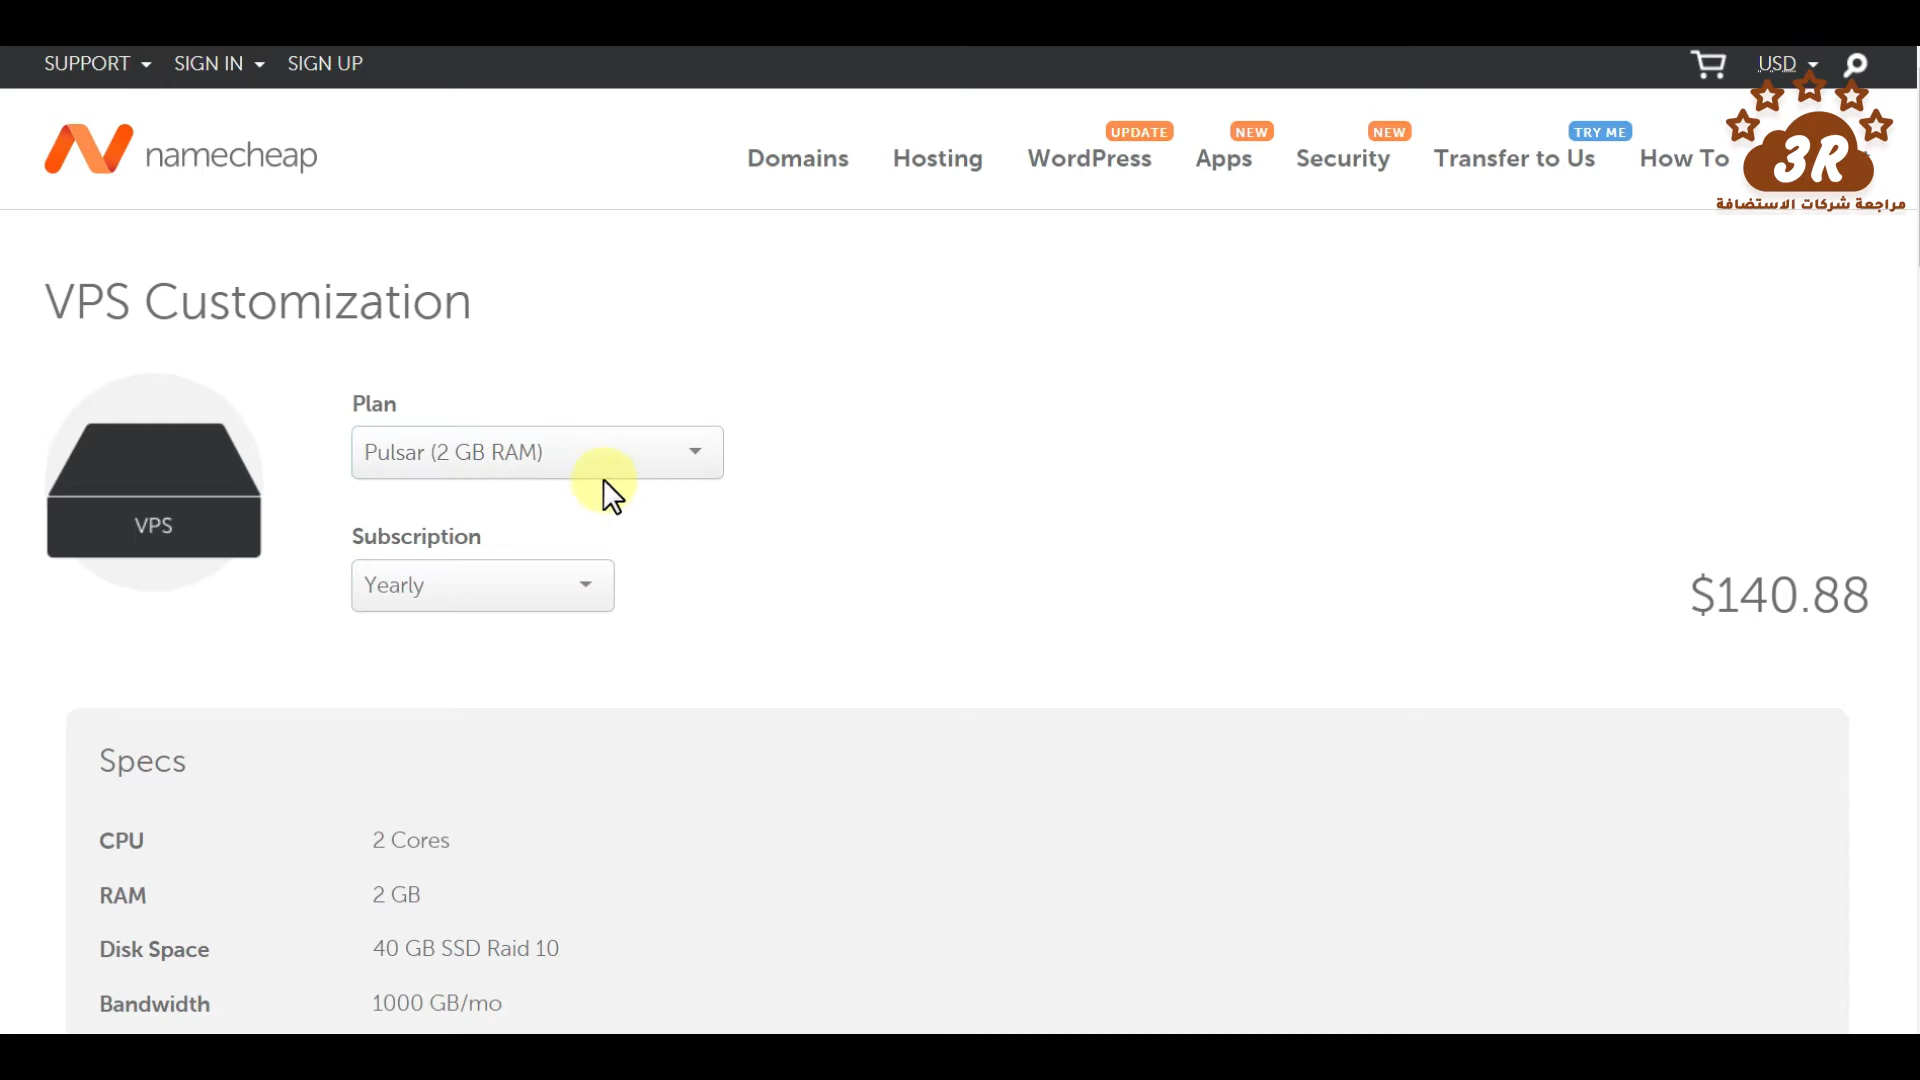 SUPPORT SIGN IN SIGN UP USD
namecheap
UPDATE NEW NEW TRY ME
Domains Hosting WordPress Apps Security Transfer to Us How To
3R
مراجعة شركات الاستضافة
VPS Customization
Plan
Pulsar (2 GB RAM)
VPS
Subscription
Yearly
$140.88
Specs
CPU 2 Cores
RAM 2 GB
Disk Space 40 GB SSD Raid 10
Bandwidth 1000 GB/mo